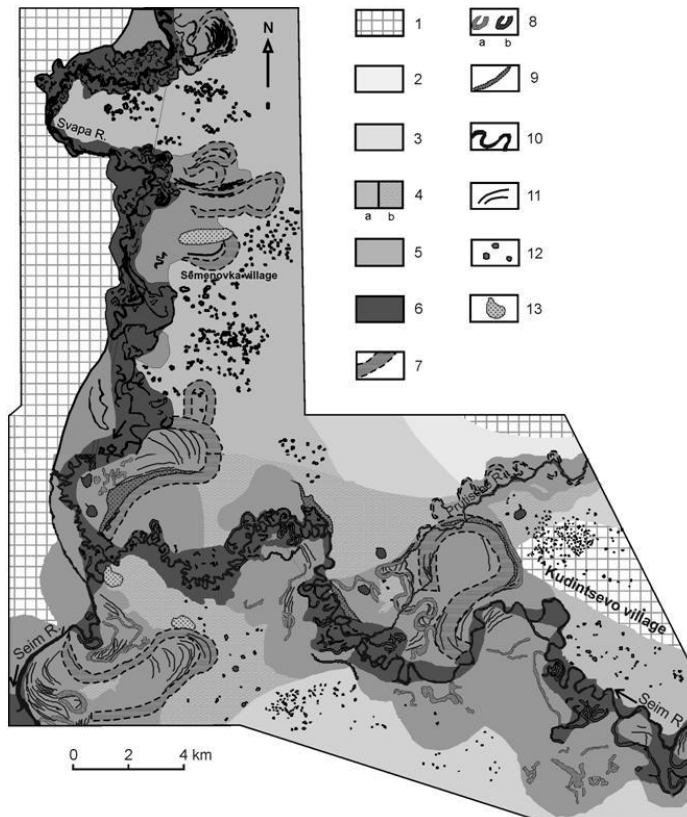 N
Svapa R.
Semenovka village
Prutishche R.
Kudintsevo village
Seim R.
Seim R.
0 2 4 km
1
2
3
4
a b
5
6
7
a b
8
9
10
11
12
13